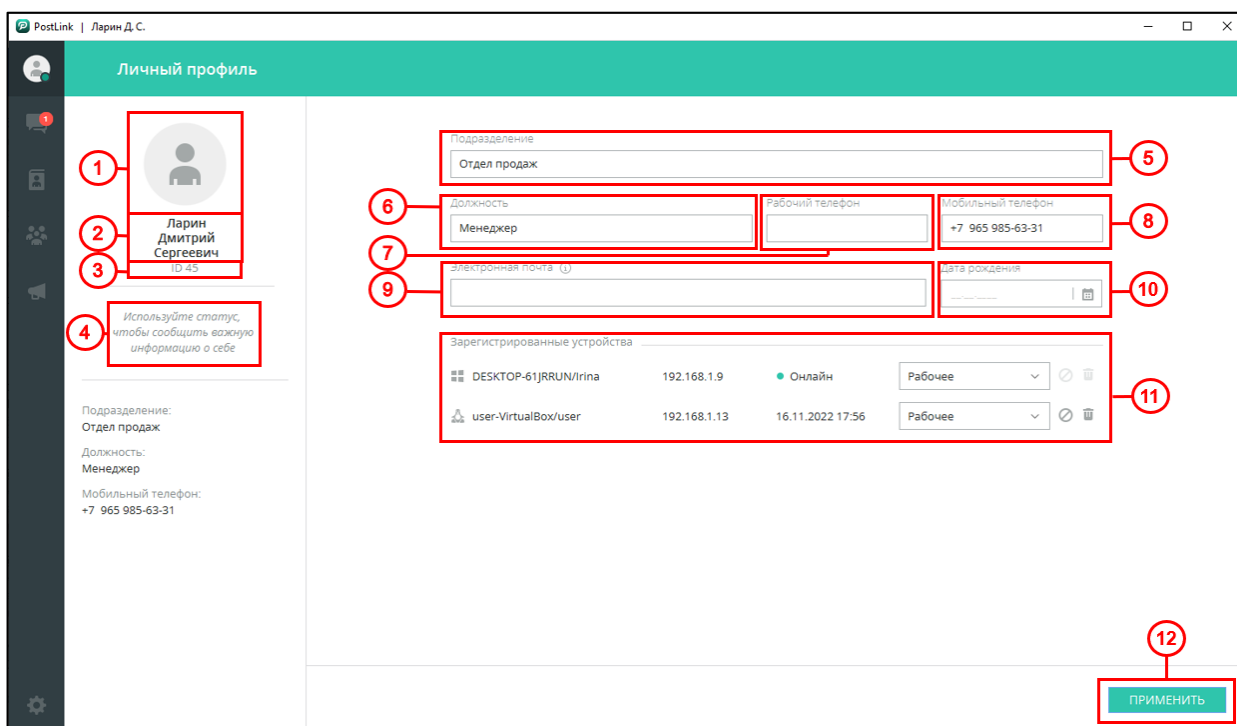 PostLink | Ларин Д. С.
Личный профиль
1
1
2
3
4
Ларин
Дмитрий
Сергеевич
ID 45
Используйте статус,
чтобы сообщить важную
информацию о себе
Подразделение:
Отдел продаж
Должность:
Менеджер
Мобильный телефон:
+7 965 985-63-31
Подразделение
Отдел продаж
5
6
Должность
Менеджер
Рабочий телефон
7
Мобильный телефон
+7 965 985-63-31
8
9
Электронная почта
Дата рождения
__.__.____
10
Зарегистрированные устройства
DESKTOP-61JRRUN/Irina 192.168.1.9 Онлайн Рабочее
user-VirtualBox/user 192.168.1.13 16.11.2022 17:56 Рабочее
11
12
ПРИМЕНИТЬ